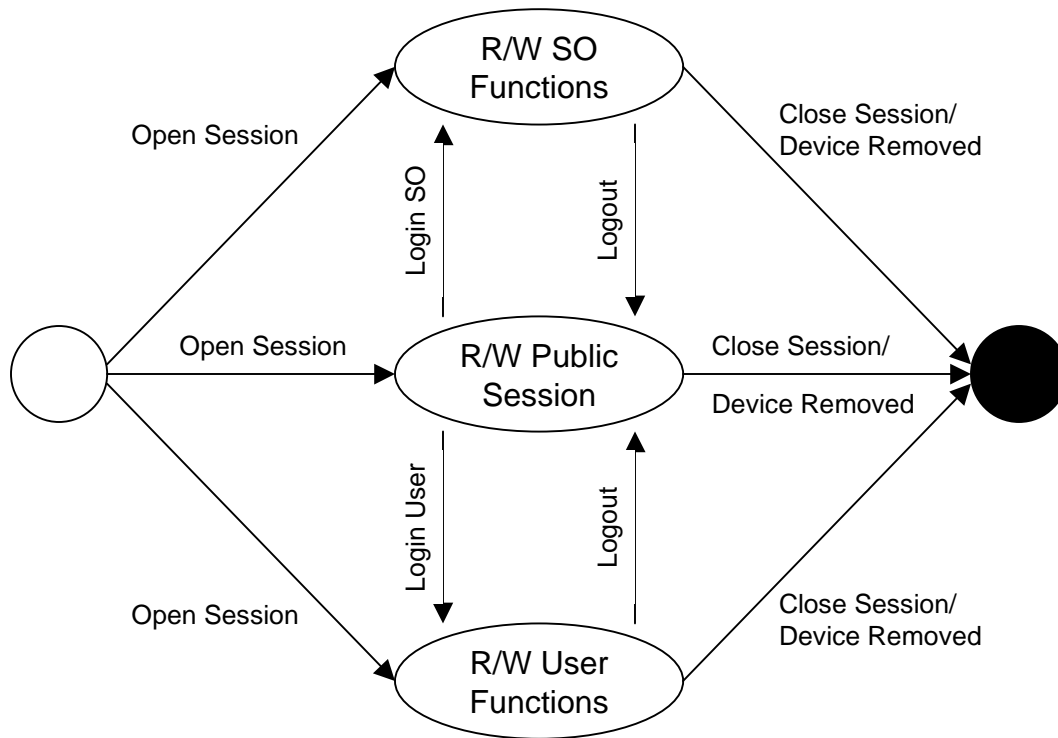 R/W SO
Functions
Open Session
Close Session/
Device Removed
Login SO
Logout
Open Session
R/W Public
Session
Close Session/
Device Removed
Login User
Logout
Open Session
Close Session/
Device Removed
R/W User
Functions